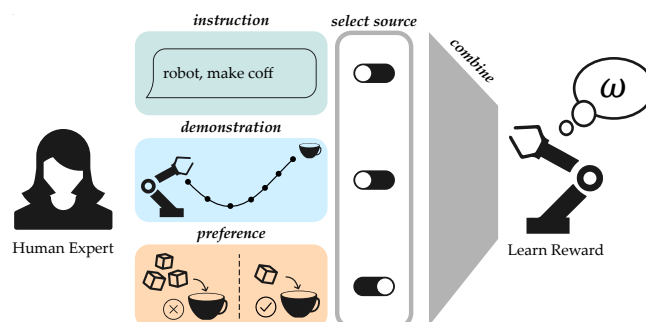 instruction
select source
robot, make coff
combine
ω
demonstration
Human Expert
Learn Reward
preference